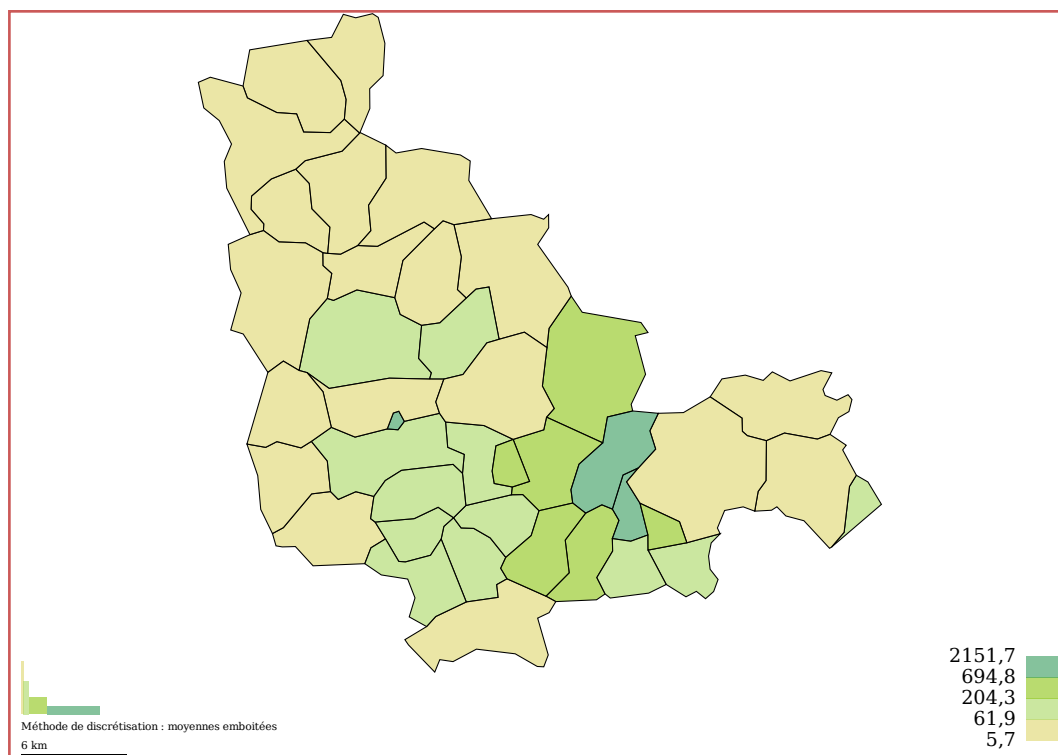 2151,7
694,8
204,3
61,9
5,7
Méthode de discrétisation : moyennes emboitées
6 km